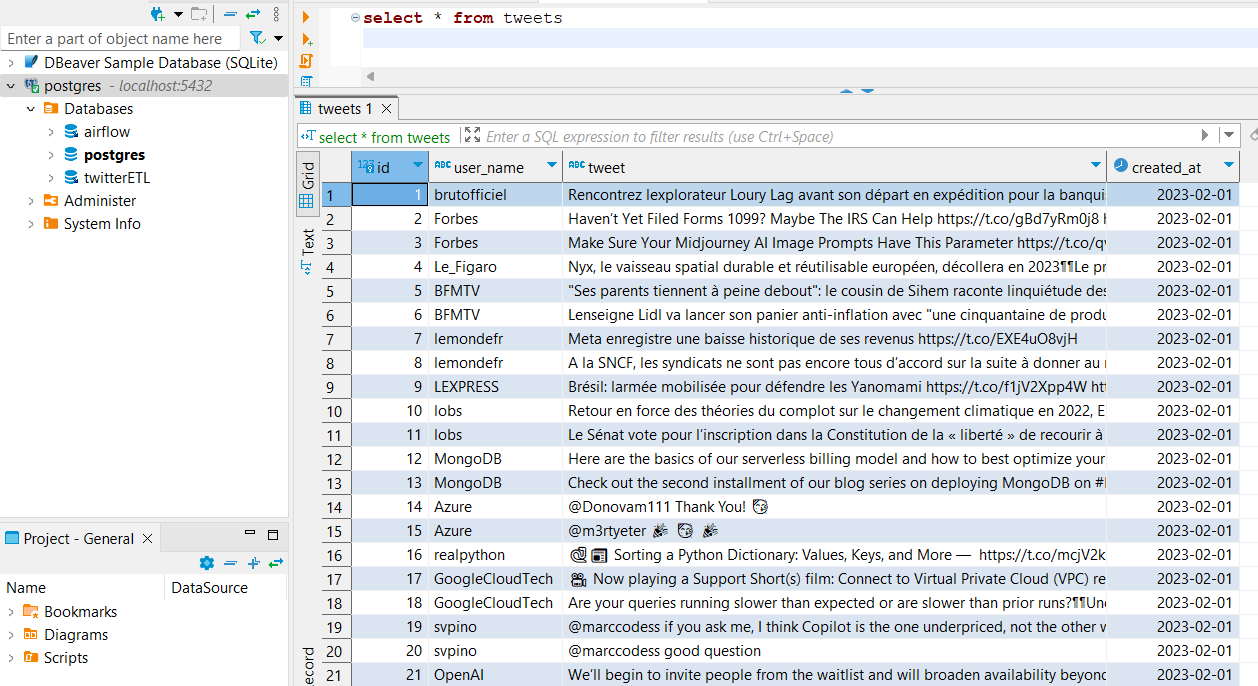 Enter a part of object name here
DBeaver Sample Database (SQLite)
postgres - localhost:5432
Databases
airflow
postgres
twitterETL
Administer
System Info
Project - General
Name DataSource
Bookmarks
Diagrams
Scripts
select * from tweets
tweets 1
select * from tweets Enter a SQL expression to filter results (use Ctrl+Space)
Grid
Text
ecord
123 id ABC user_name ABC tweet created_at
1 1 brutofficiel Rencontrez lexplorateur Loury Lag avant son départ en expédition pour la banqui 2023-02-01
2 2 Forbes Haven't Yet Filed Forms 1099? Maybe The IRS Can Help https://t.co/gBd7yRm0j8 2023-02-01
3 3 Forbes Make Sure Your Midjourney AI Image Prompts Have This Parameter https://t.co/q 2023-02-01
4 4 Le_Figaro Nyx, le vaisseau spatial durable et réutilisable européen, décollera en 2023¶¶Le pr 2023-02-01
5 5 BFMTV "Ses parents tiennent à peine debout": le cousin de Sihem raconte linquiétude des 2023-02-01
6 6 BFMTV Lenseigne Lidl va lancer son panier anti-inflation avec "une cinquantaine de produ 2023-02-01
7 7 lemondefr Meta enregistre une baisse historique de ses revenus https://t.co/EXE4uO8vjH 2023-02-01
8 8 lemondefr A la SNCF, les syndicats ne sont pas encore tous d’accord sur la suite à donner au 2023-02-01
9 9 LEXPRESS Brésil: larmée mobilisée pour défendre les Yanomami https://t.co/f1jV2Xpp4W htt 2023-02-01
10 10 lobs Retour en force des théories du complot sur le changement climatique en 2022, E 2023-02-01
11 11 lobs Le Sénat vote pour l’inscription dans la Constitution de la « liberté » de recourir à 2023-02-01
12 12 MongoDB Here are the basics of our serverless billing model and how to best optimize your 2023-02-01
13 13 MongoDB Check out the second installment of our blog series on deploying MongoDB on # 2023-02-01
14 14 Azure @Donovam111 Thank You! 2023-02-01
15 15 Azure @m3rtyeter 2023-02-01
16 16 realpython Sorting a Python Dictionary: Values, Keys, and More — https://t.co/mcjV2k 2023-02-01
17 17 GoogleCloudTech Now playing a Support Short(s) film: Connect to Virtual Private Cloud (VPC) re 2023-02-01
18 18 GoogleCloudTech Are your queries running slower than expected or are slower than prior runs?¶¶Un 2023-02-01
19 19 svpino @marccodess if you ask me, I think Copilot is the one underpriced, not the other w 2023-02-01
20 20 svpino @marccodess good question 2023-02-01
21 21 OpenAI We’ll begin to invite people from the waitlist and will broaden availability beyond 2023-02-01